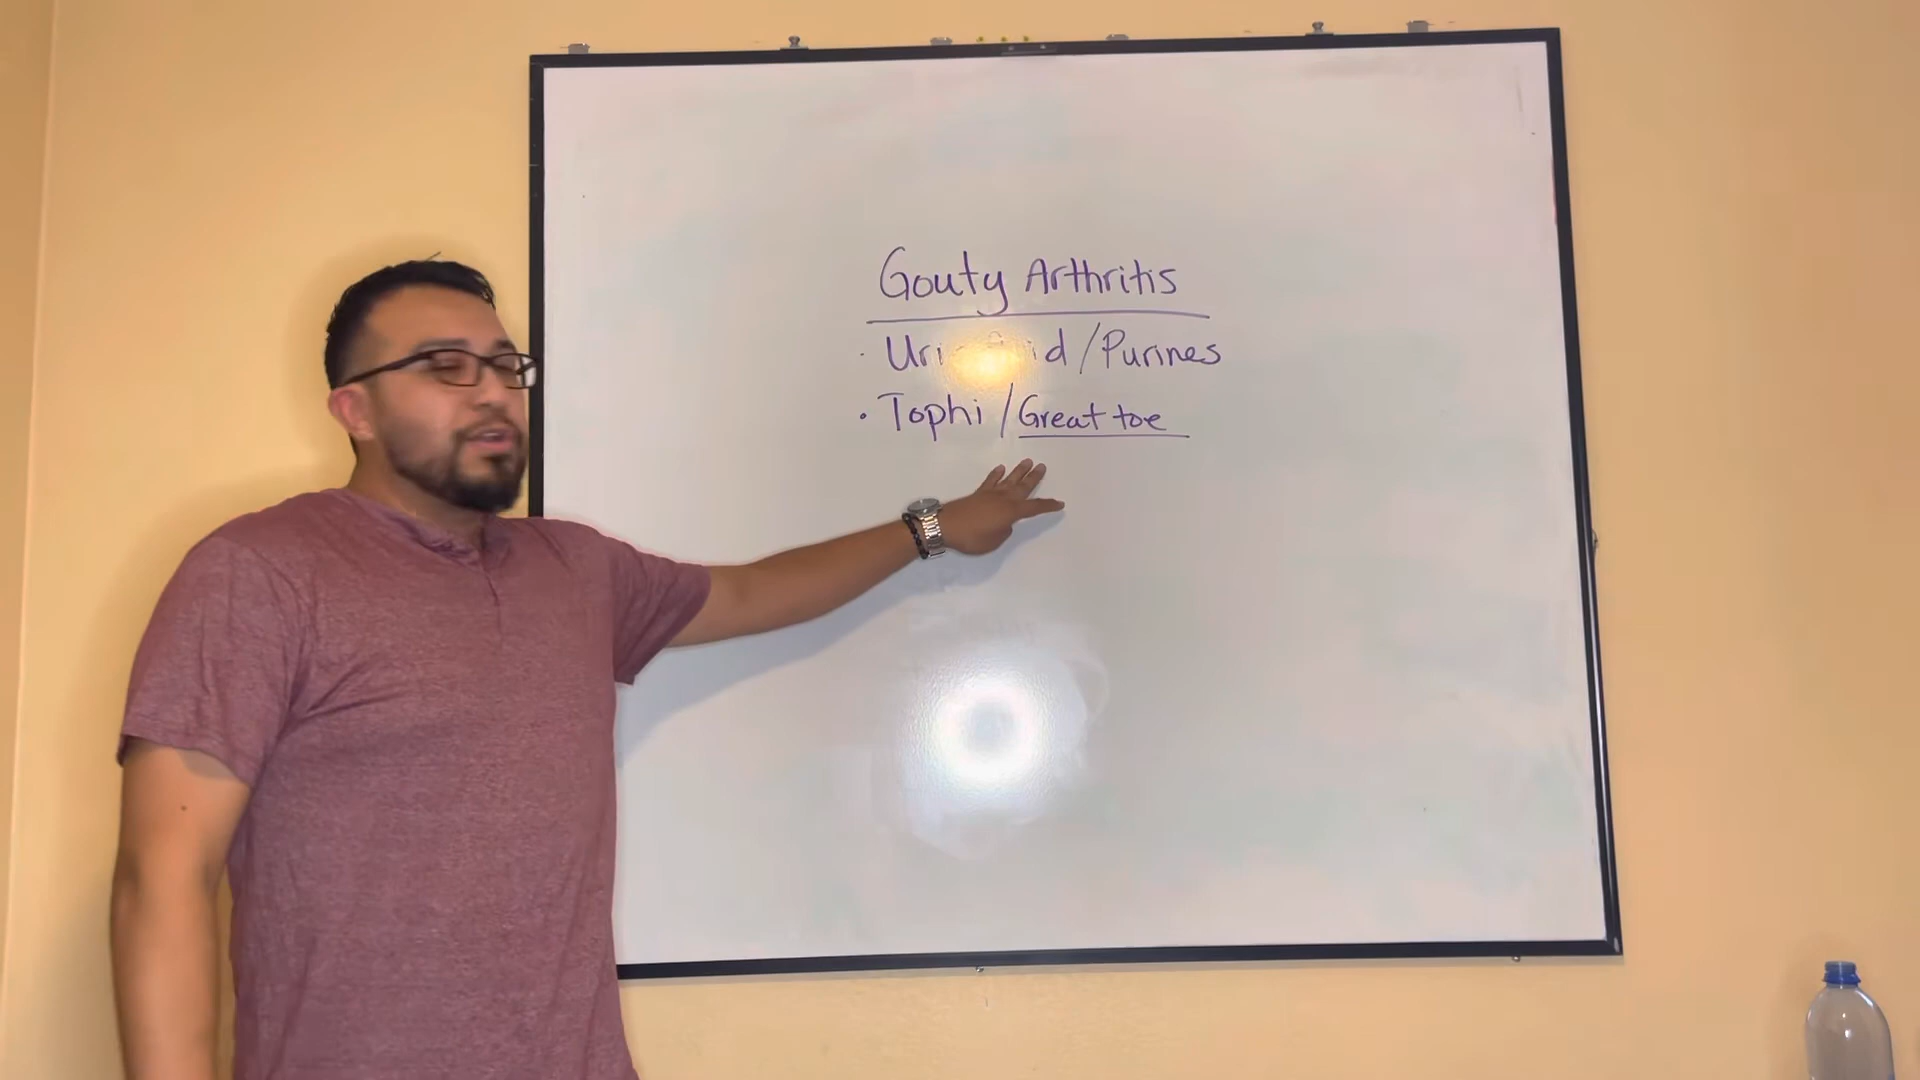 Gouty Arthritis
· / Purines
· Tophi / Great toe